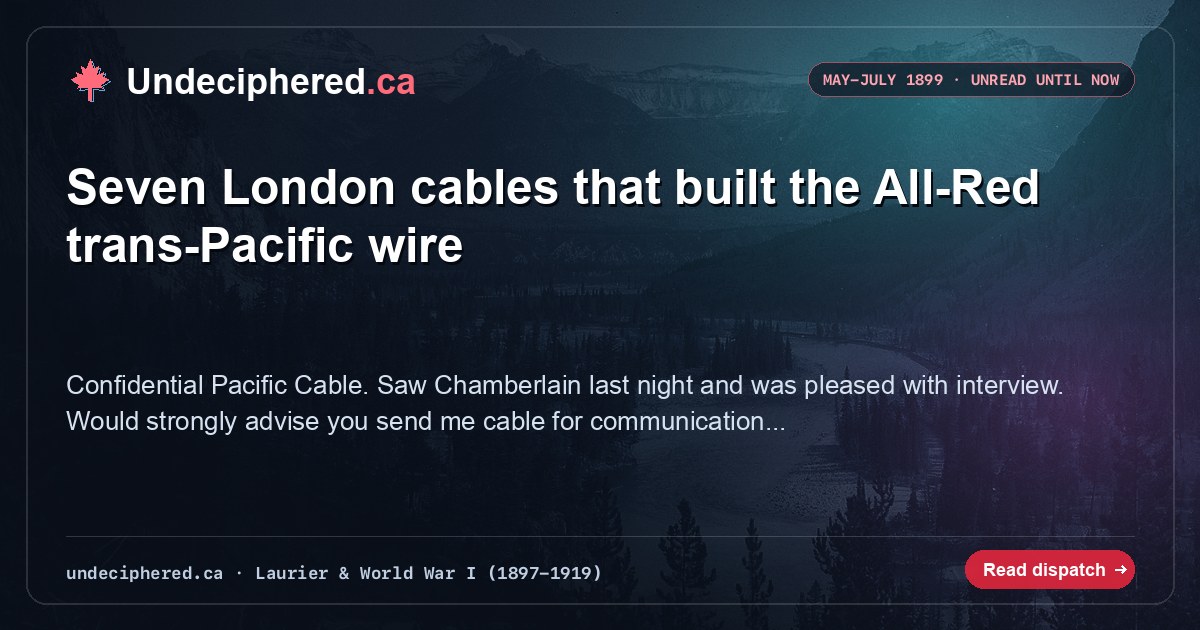 Undeciphered.ca
MAY–JULY 1899 · UNREAD UNTIL NOW
Seven London cables that built the All-Red
trans-Pacific wire
Confidential Pacific Cable. Saw Chamberlain last night and was pleased with interview.
Would strongly advise you send me cable for communication...
undeciphered.ca · Laurier & World War I (1897–1919)
Read dispatch →